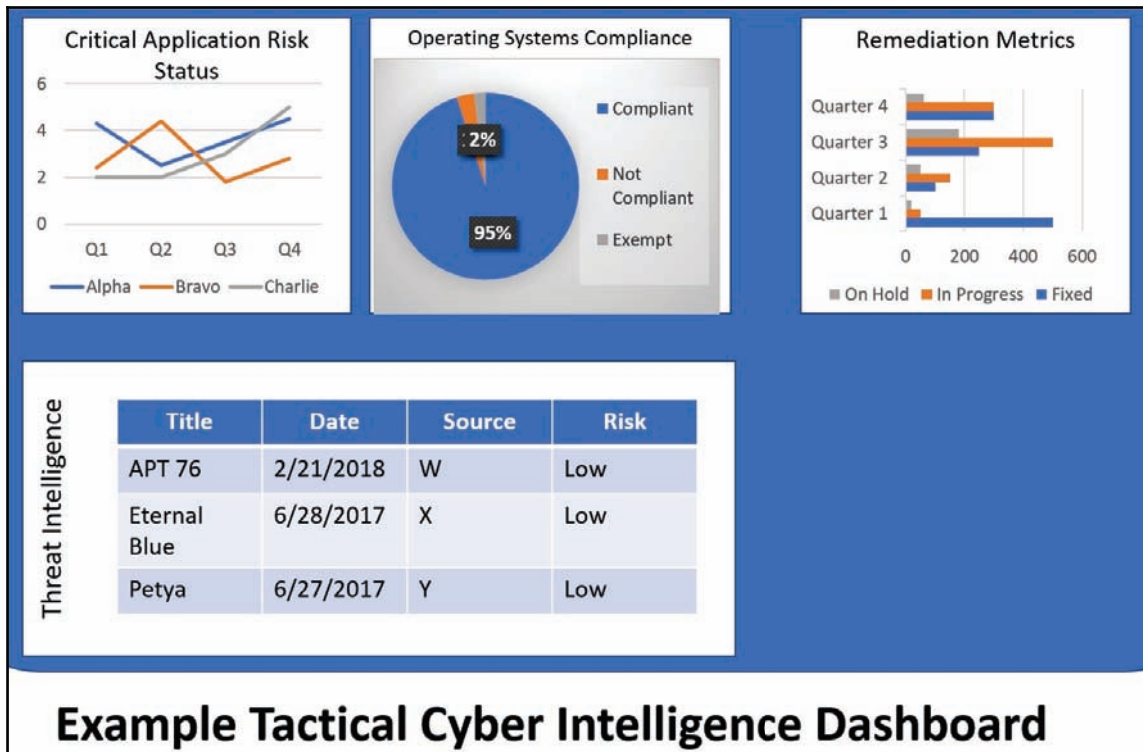 Critical Application Risk
Status
6
4
2
0
Q1 Q2 Q3 Q4
Alpha Bravo Charlie
Operating Systems Compliance
2%
95%
Compliant
Not
Compliant
Exempt
Remediation Metrics
Quarter 4
Quarter 3
Quarter 2
Quarter 1
0 200 400 600
On Hold In Progress Fixed
Threat Intelligence
Title Date Source Risk
APT 76 2/21/2018 W Low
Eternal 6/28/2017 X Low
Blue
Petya 6/27/2017 Y Low
Example Tactical Cyber Intelligence Dashboard